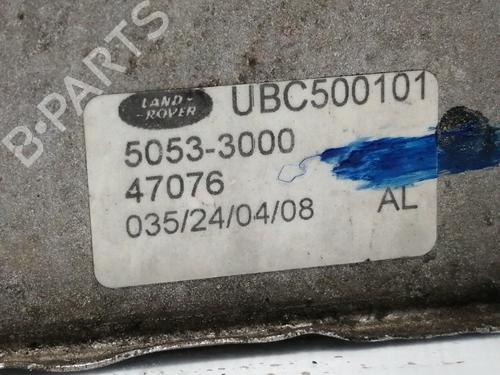 B-PARTS
LAND-
-ROVER
UBC500101
5053-3000
47076
035/24/04/08
AL